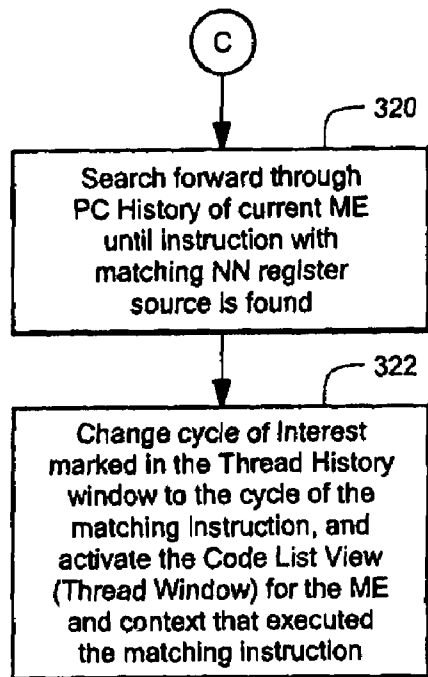 C
320
Search forward through
PC History of current ME
until instruction with
matching NN register
source is found
322
Change cycle of Interest
marked in the Thread History
window to the cycle of the
matching Instruction, and
activate the Code List View
(Thread Window) for the ME
and context that executed
the matching instruction